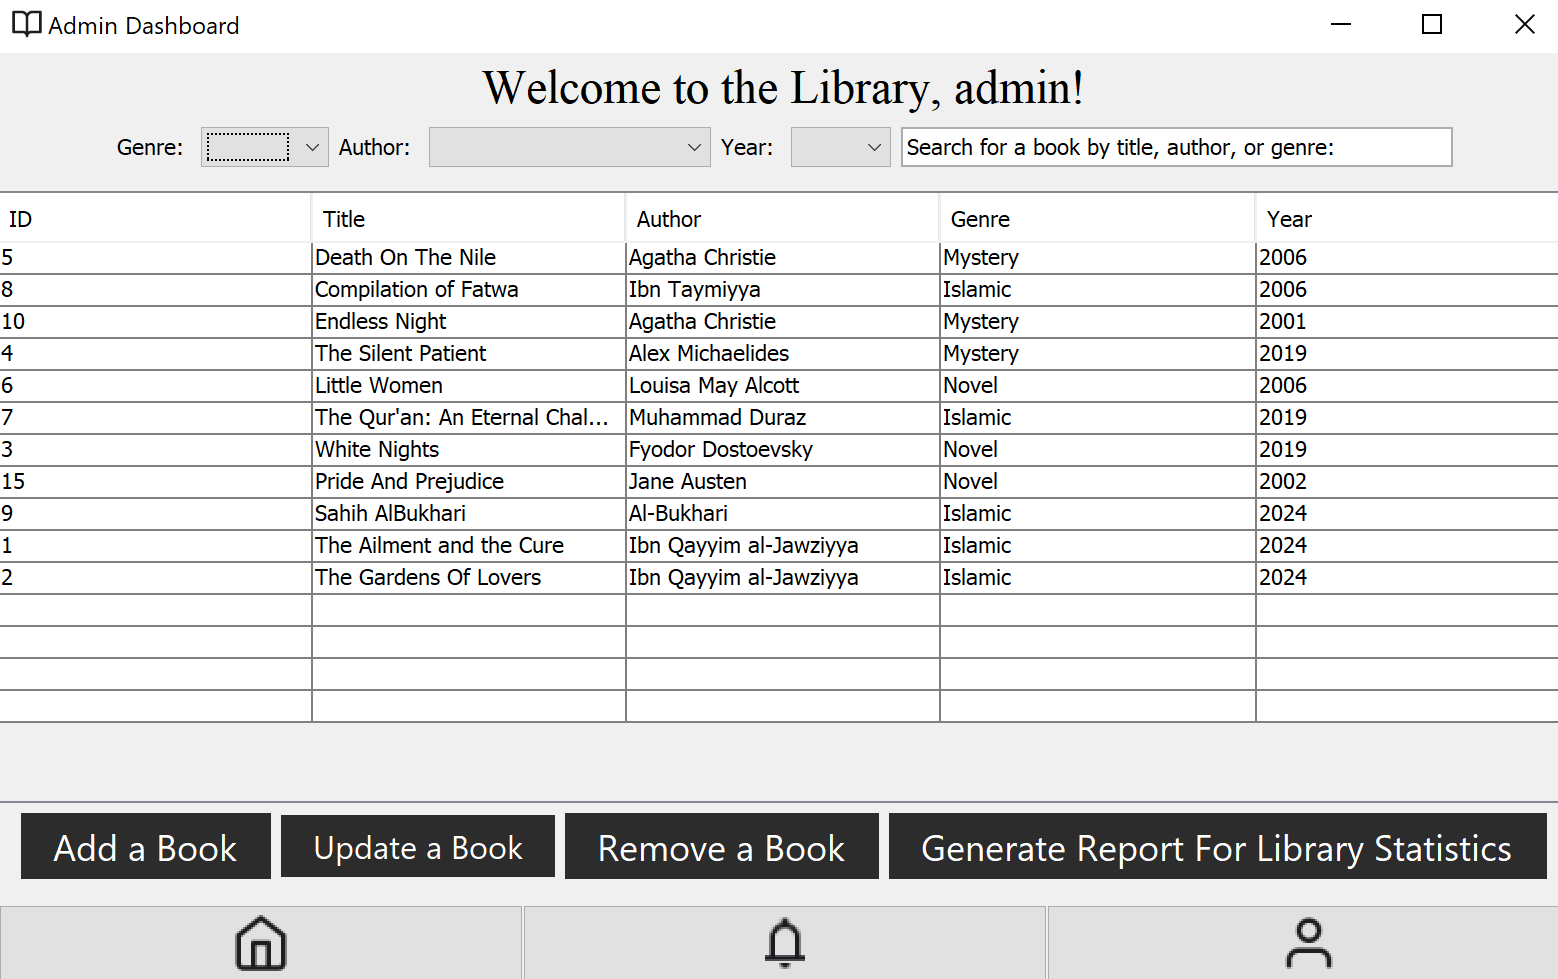 Admin Dashboard
Welcome to the Library, admin!
Genre: Author: Year: Search for a book by title, author, or genre:
ID Title Author Genre Year
5 Death On The Nile Agatha Christie Mystery 2006
8 Compilation of Fatwa Ibn Taymiyya Islamic 2006
10 Endless Night Agatha Christie Mystery 2001
4 The Silent Patient Alex Michaelides Mystery 2019
6 Little Women Louisa May Alcott Novel 2006
7 The Qur'an: An Eternal Chal... Muhammad Duraz Islamic 2019
3 White Nights Fyodor Dostoevsky Novel 2019
15 Pride And Prejudice Jane Austen Novel 2002
9 Sahih AlBukhari Al-Bukhari Islamic 2024
1 The Ailment and the Cure Ibn Qayyim al-Jawziyya Islamic 2024
2 The Gardens Of Lovers Ibn Qayyim al-Jawziyya Islamic 2024
Add a Book Update a Book Remove a Book Generate Report For Library Statistics